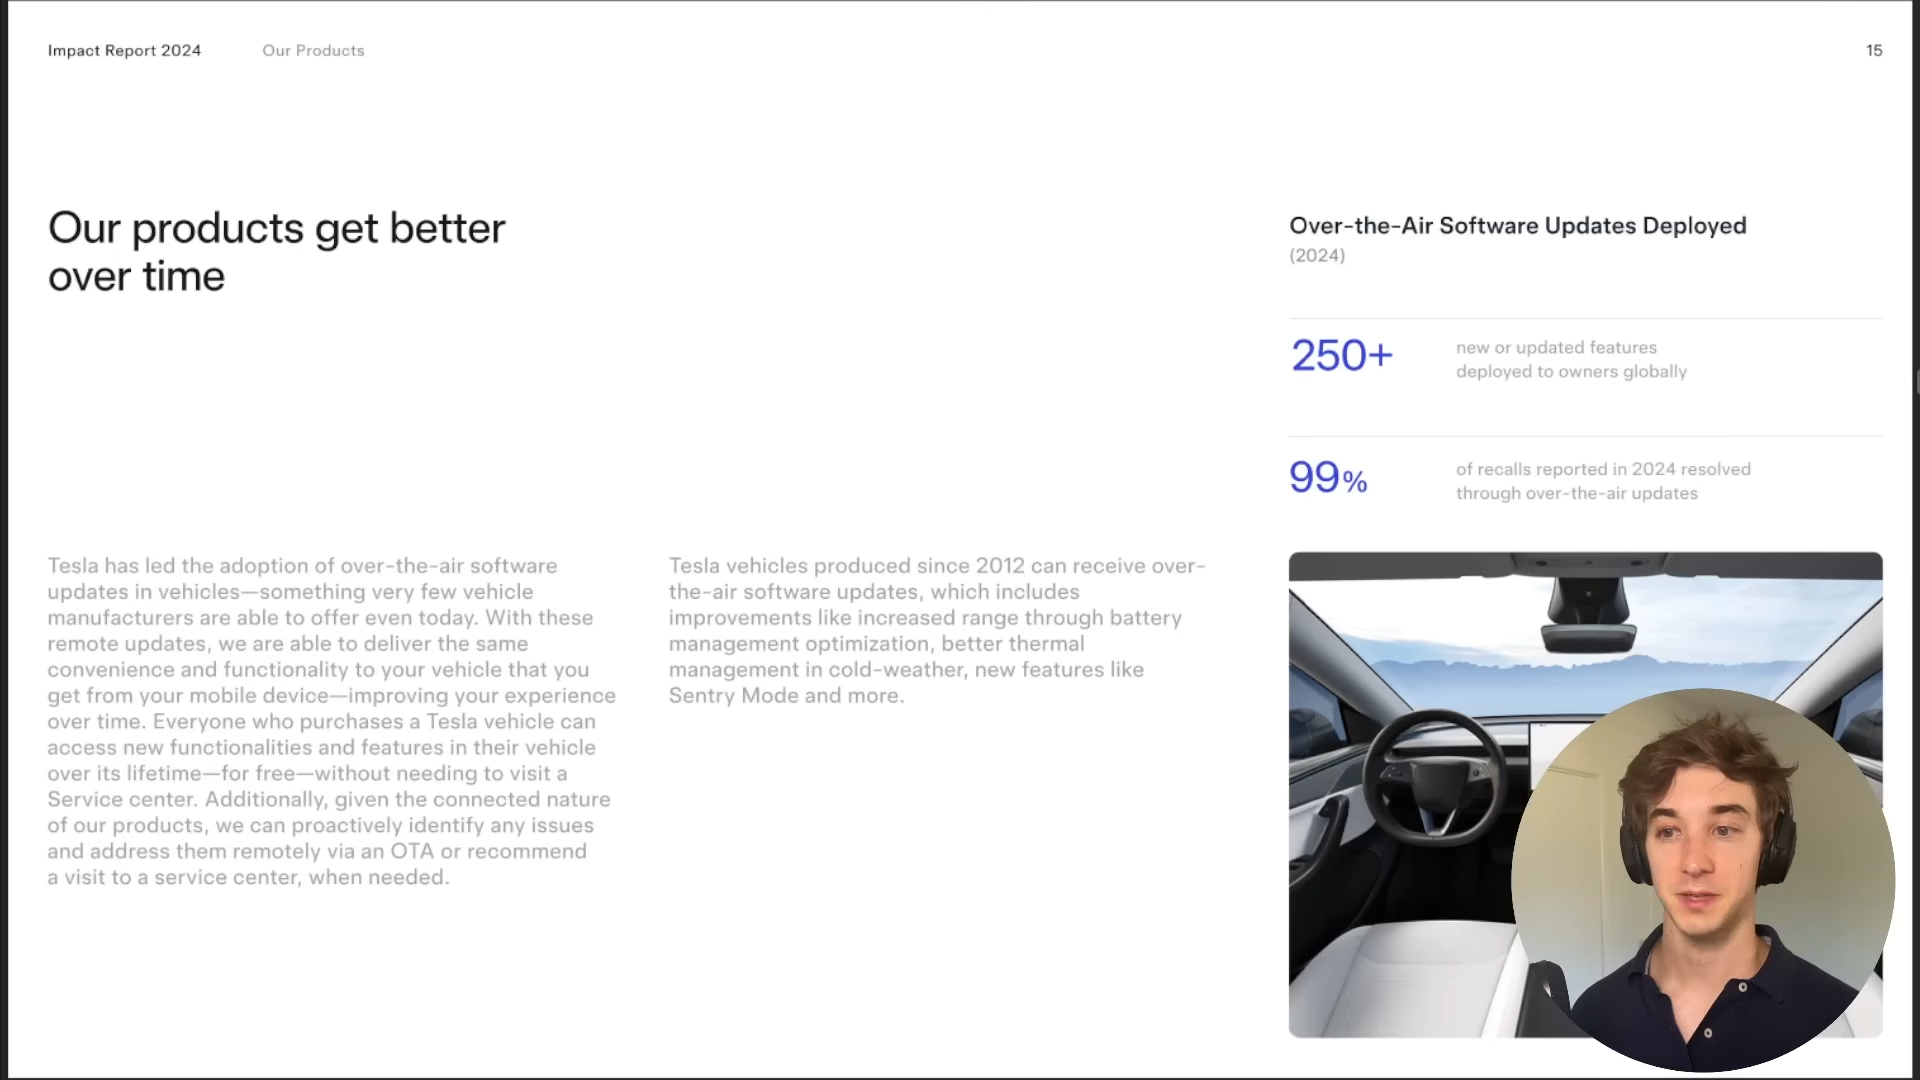 Impact Report 2024
Our Products
15
Our products get better
over time
Over-the-Air Software Updates Deployed
(2024)
250+
new or updated features
deployed to owners globally
99%
of recalls reported in 2024 resolved
through over-the-air updates
Tesla has led the adoption of over-the-air software
updates in vehicles—something very few vehicle
manufacturers are able to offer even today. With these
remote updates, we are able to deliver the same
convenience and functionality to your vehicle that you
get from your mobile device—improving your experience
over time. Everyone who purchases a Tesla vehicle can
access new functionalities and features in their vehicle
over its lifetime—for free—without needing to visit a
Service center. Additionally, given the connected nature
of our products, we can proactively identify any issues
and address them remotely via an OTA or recommend
a visit to a service center, when needed.
Tesla vehicles produced since 2012 can receive over-
the-air software updates, which includes
improvements like increased range through battery
management optimization, better thermal
management in cold-weather, new features like
Sentry Mode and more.